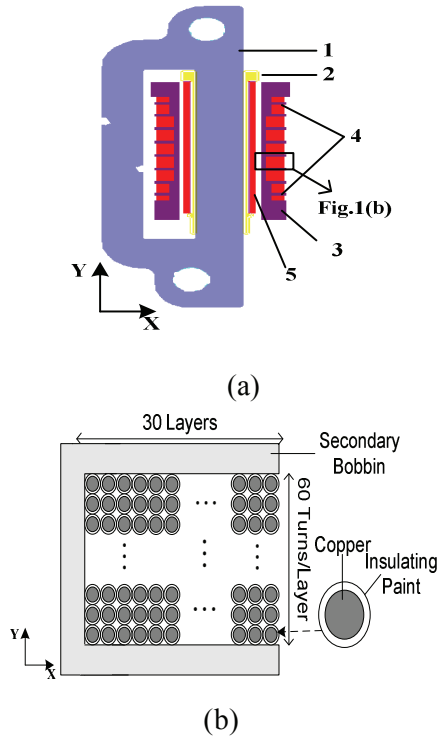 1
2
4
Fig.1(b)
3
5
Y
X
(a)
30 Layers
Secondary
Bobbin
60 Turns/Layer
Copper
Insulating
Paint
...
...
Y
X
(b)